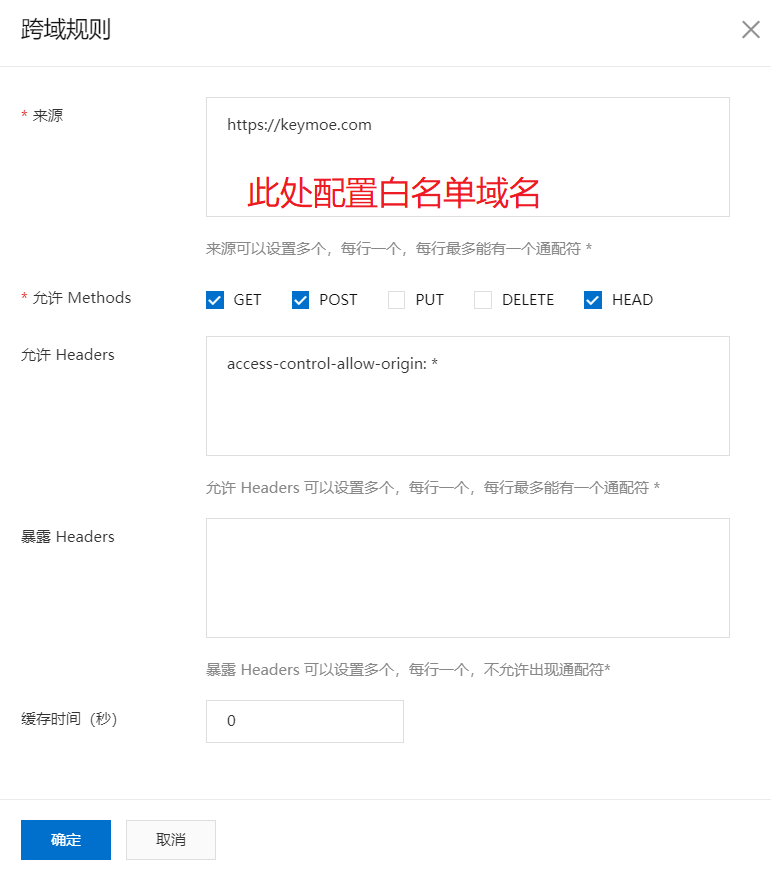 跨域规则
* 来源
https://keymoe.com
此处配置白名单域名
来源可以设置多个，每行一个，每行最多能有一个通配符 *
* 允许 Methods
GET POST PUT DELETE HEAD
允许 Headers
access-control-allow-origin: *
允许 Headers 可以设置多个，每行一个，每行最多能有一个通配符 *
暴露 Headers
暴露 Headers 可以设置多个，每行一个，不允许出现通配符*
缓存时间（秒）
0
确定 取消